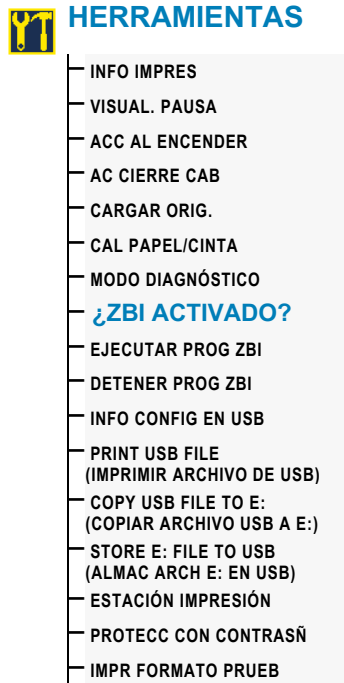 HERRAMIENTAS
INFO IMPRES
VISUAL. PAUSA
ACC AL ENCENDER
AC CIERRE CAB
CARGAR ORIG.
CAL PAPEL/CINTA
MODO DIAGNÓSTICO
¿ZBI ACTIVADO?
EJECUTAR PROG ZBI
DETENER PROG ZBI
INFO CONFIG EN USB
PRINT USB FILE
(IMPRIMIR ARCHIVO DE USB)
COPY USB FILE TO E:
(COPIAR ARCHIVO USB A E:)
STORE E: FILE TO USB
(ALMAC ARCH E: EN USB)
ESTACIÓN IMPRESIÓN
PROTECC CON CONTRASÑ
IMPR FORMATO PRUEB